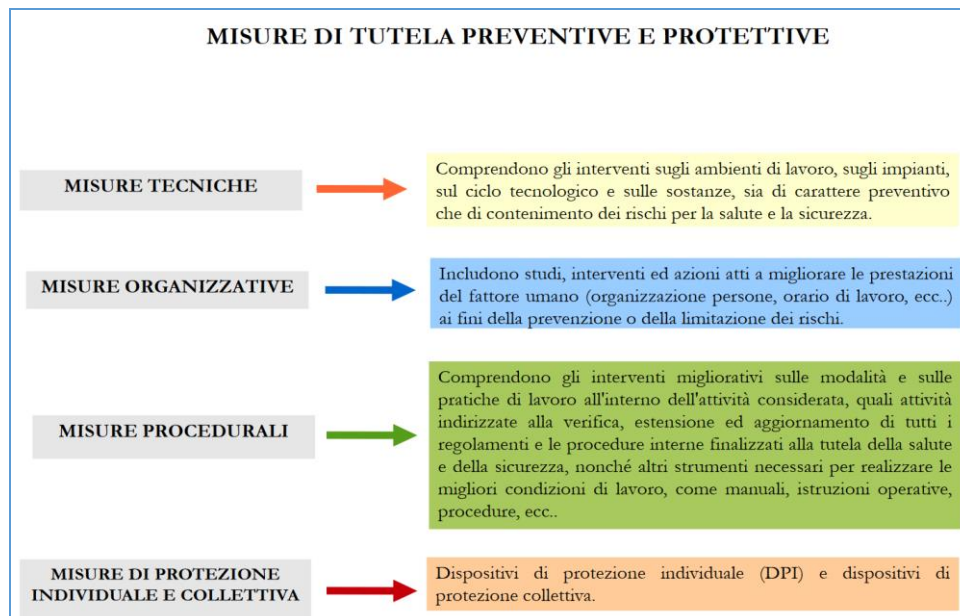 MISURE DI TUTELA PREVENTIVE E PROTETTIVE
MISURE TECNICHE
Comprendono gli interventi sugli ambienti di lavoro, sugli impianti,
sul ciclo tecnologico e sulle sostanze, sia di carattere preventivo
che di contenimento dei rischi per la salute e la sicurezza.
MISURE ORGANIZZATIVE
Includono studi, interventi ed azioni atti a migliorare le prestazioni
del fattore umano (organizzazione persone, orario di lavoro, ecc..)
ai fini della prevenzione o della limitazione dei rischi.
MISURE PROCEDURALI
Comprendono gli interventi migliorativi sulle modalità e sulle
pratiche di lavoro all'interno dell'attività considerata, quali attività
indirizzate alla verifica, estensione ed aggiornamento di tutti i
regolamenti e le procedure interne finalizzati alla tutela della salute
e della sicurezza, nonché altri strumenti necessari per realizzare le
migliori condizioni di lavoro, come manuali, istruzioni operative,
procedure, ecc..
MISURE DI PROTEZIONE
INDIVIDUALE E COLLETTIVA
Dispositivi di protezione individuale (DPI) e dispositivi di
protezione collettiva.